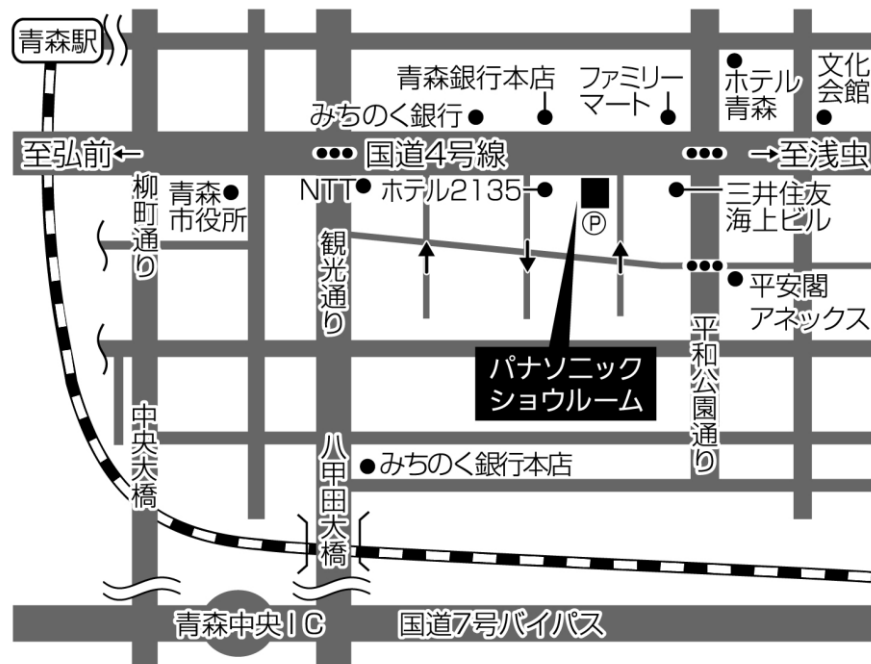 青森駅
青森銀行本店
ファミリー
マート
ホテル
青森
文化
会館
みちのく銀行
至弘前←
国道4号線
→至浅虫
柳町通り
青森
市役所
NTT
ホテル2135
三井住友
海上ビル
P
観光通り
平安閣
アネックス
パナソニック
ショウルーム
平和公園通り
中央大橋
八甲田大橋
みちのく銀行本店
青森中央IC
国道7号バイパス